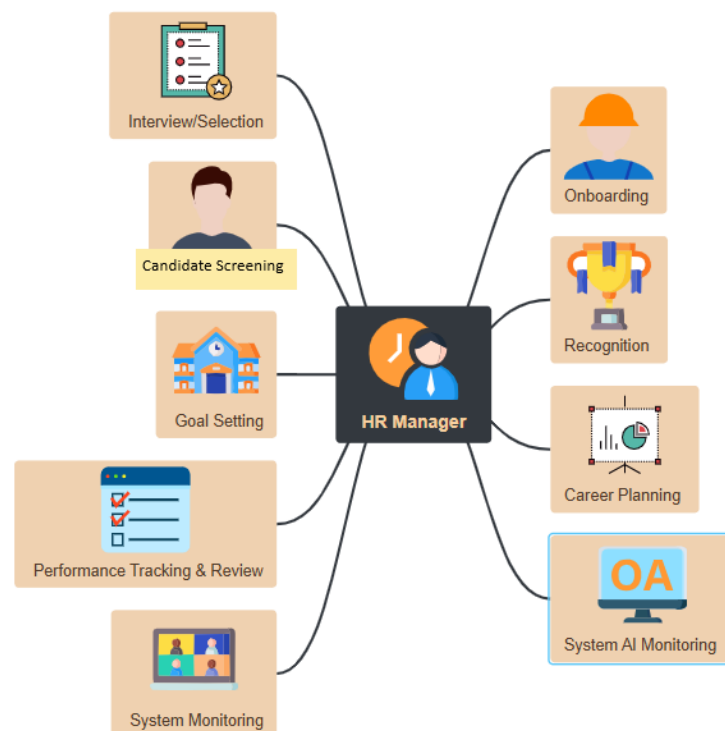 Interview/Selection
Candidate Screening
Goal Setting
Performance Tracking & Review
System Monitoring
HR Manager
Onboarding
Recognition
Career Planning
OA
System AI Monitoring